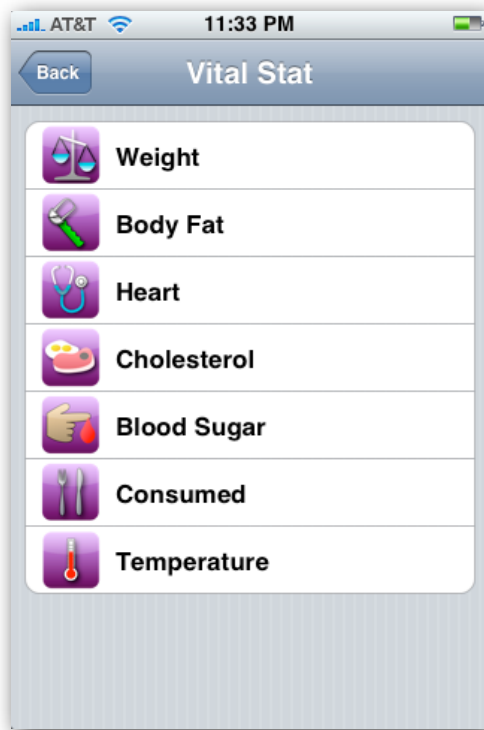 AT&T 11:33 PM
Back Vital Stat
Weight
Body Fat
Heart
Cholesterol
Blood Sugar
Consumed
Temperature